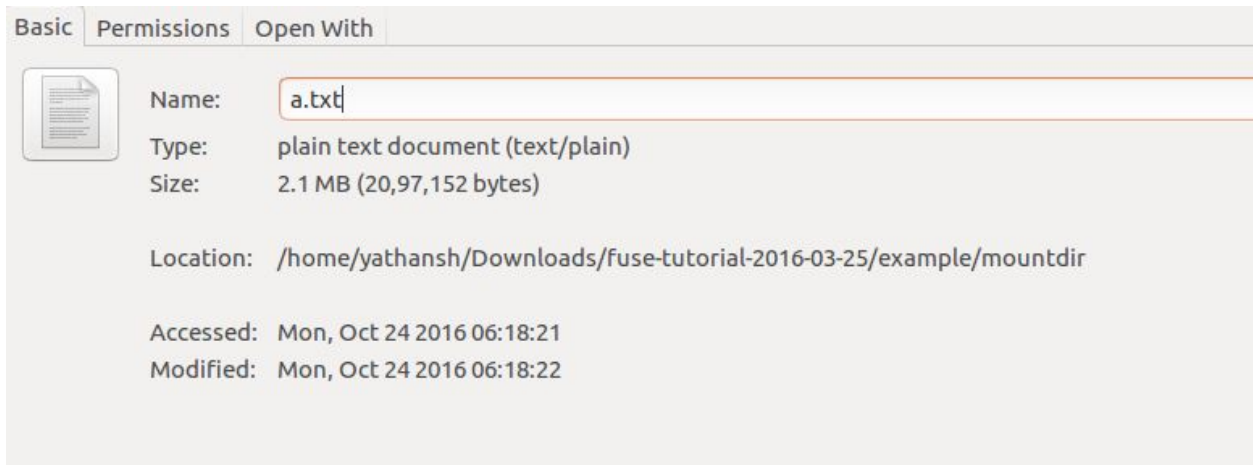 Basic Permissions Open With
Name: a.txt
Type: plain text document (text/plain)
Size: 2.1 MB (20,97,152 bytes)
Location: /home/yathansh/Downloads/fuse-tutorial-2016-03-25/example/mountdir
Accessed: Mon, Oct 24 2016 06:18:21
Modified: Mon, Oct 24 2016 06:18:22